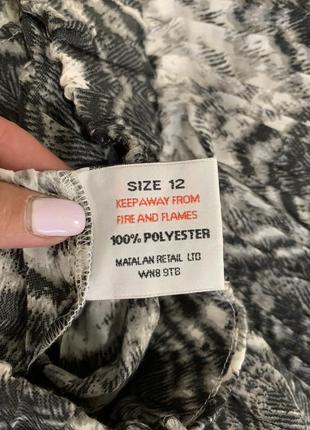 SIZE 12
KEEP AWAY FROM
FIRE AND FLAMES
100% POLYESTER
MATALAN RETAIL LTD
WN8 9TB